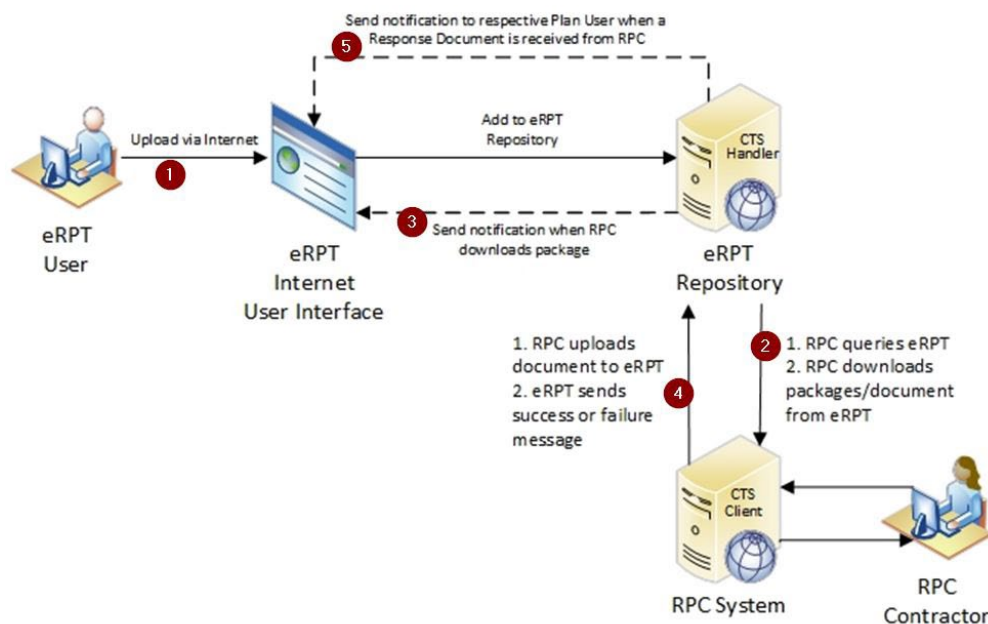 Send notification to respective Plan User when a
Response Document is received from RPC
5
Upload via Internet
1
Add to eRPT
Repository
CTS
Handler
3
Send notification when RPC
downloads package
eRPT
User
eRPT
Internet
User Interface
eRPT
Repository
1. RPC uploads
document to eRPT
2. eRPT sends
success or failure
message
4
2
1. RPC queries eRPT
2. RPC downloads
packages/document
from eRPT
CTS
Client
RPC System
RPC
Contractor